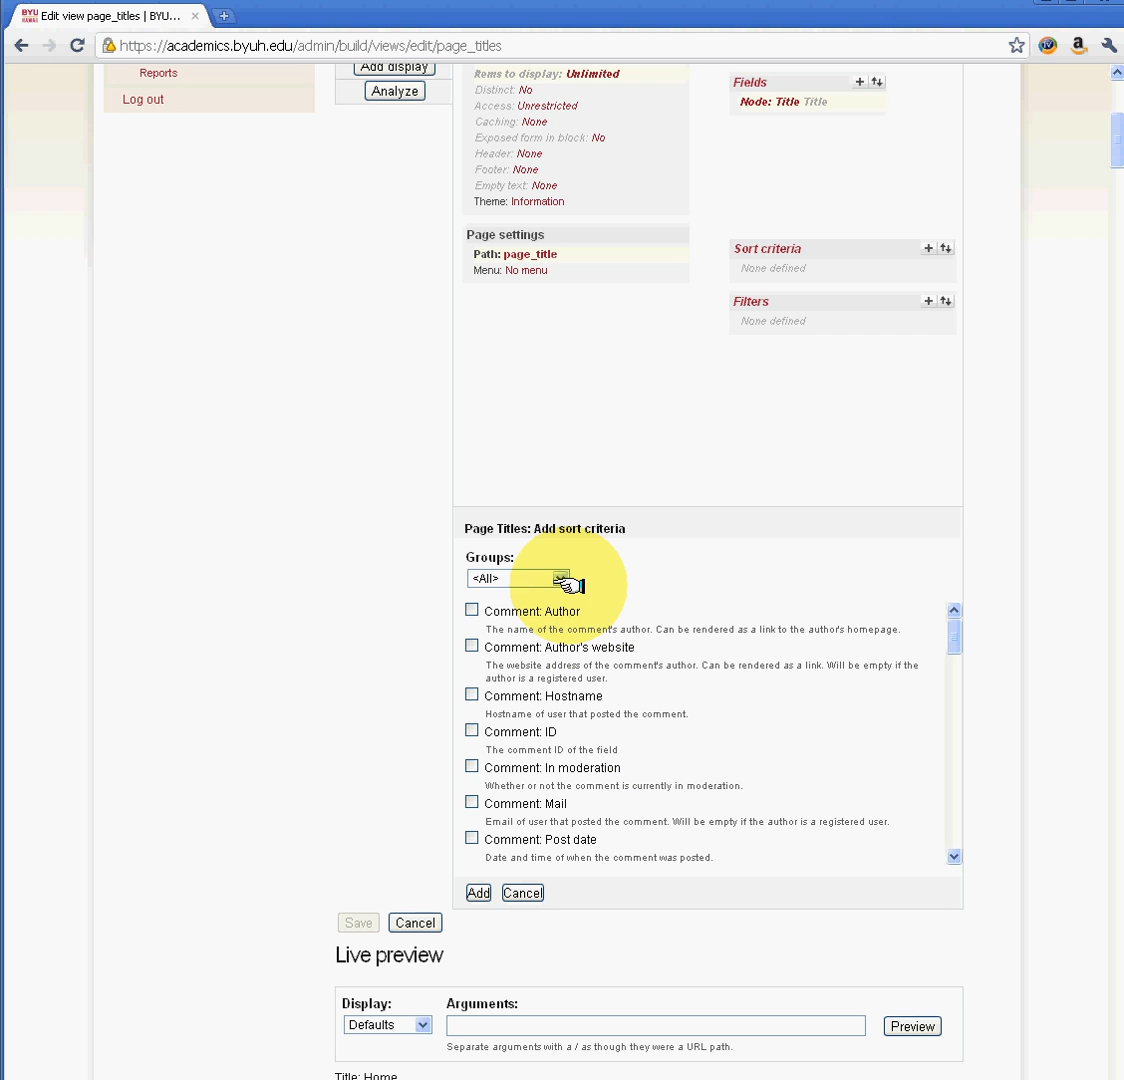 BYU HAWAII Edit view page_titles | BYU...
https://academics.byuh.edu/admin/build/views/edit/page_titles
Reports
Log out
Add display
Analyze
Items to display: Unlimited
Distinct: No
Access: Unrestricted
Caching: None
Exposed form in block: No
Header: None
Footer: None
Empty text: None
Theme: Information
Page settings
Path: page_title
Menu: No menu
Fields
Node: Title Title
Sort criteria
None defined
Filters
None defined
Page Titles: Add sort criteria
Groups:
<All>
Comment: Author
The name of the comment's author. Can be rendered as a link to the author's homepage.
Comment: Author's website
The website address of the comment's author. Can be rendered as a link. Will be empty if the
author is a registered user.
Comment: Hostname
Hostname of user that posted the comment.
Comment: ID
The comment ID of the field
Comment: In moderation
Whether or not the comment is currently in moderation.
Comment: Mail
Email of user that posted the comment. Will be empty if the author is a registered user.
Comment: Post date
Date and time of when the comment was posted.
Add Cancel
Save Cancel
Live preview
Display: Arguments:
Defaults Preview
Separate arguments with a / as though they were a URL path.
Title: Home